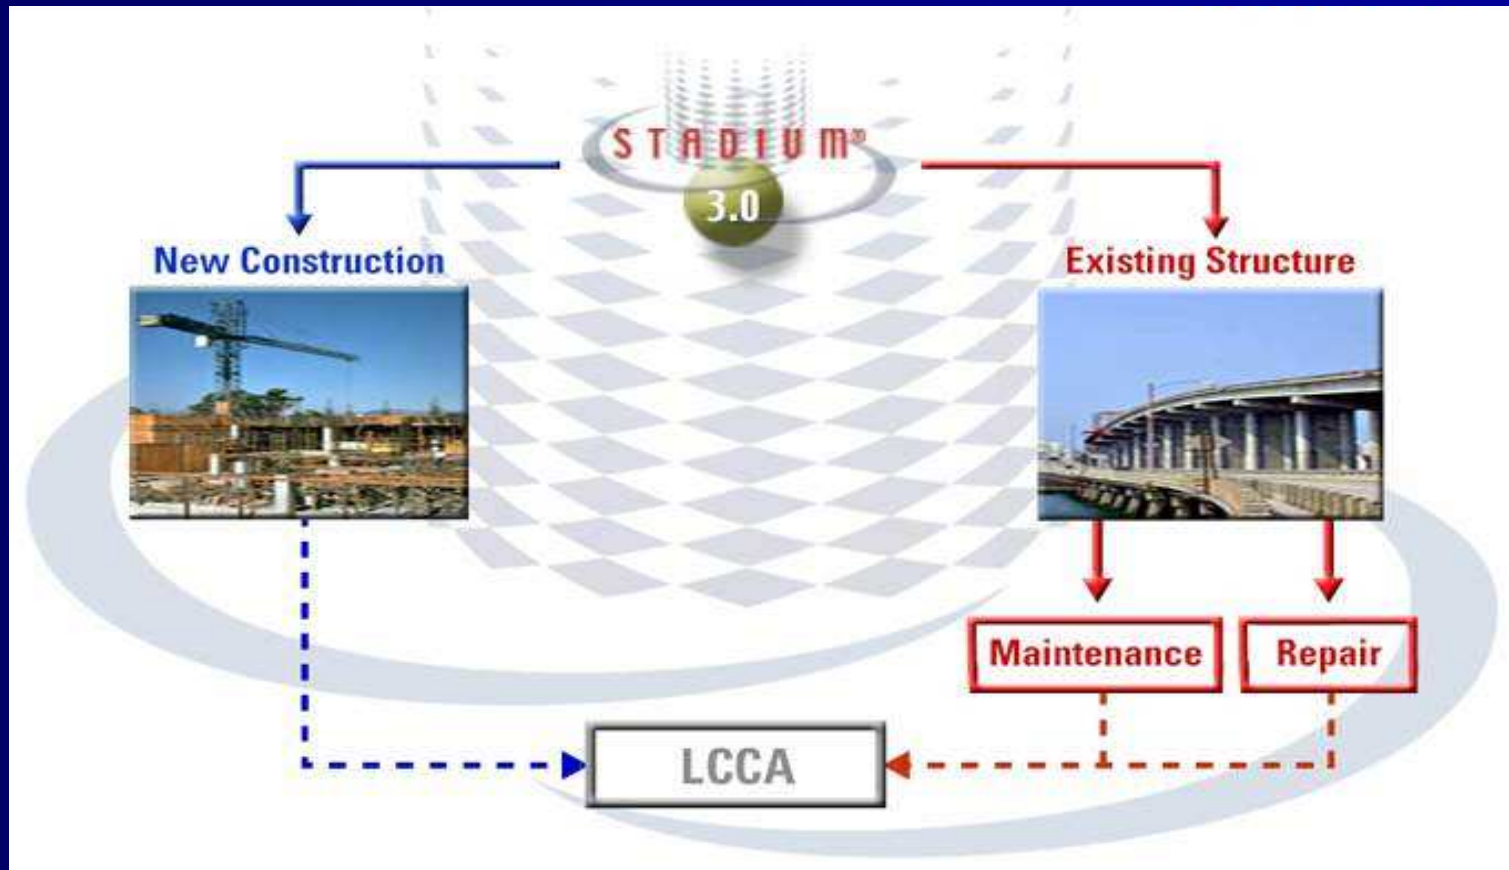 STADIUM®
3.0
New Construction
Existing Structure
Maintenance
Repair
LCCA